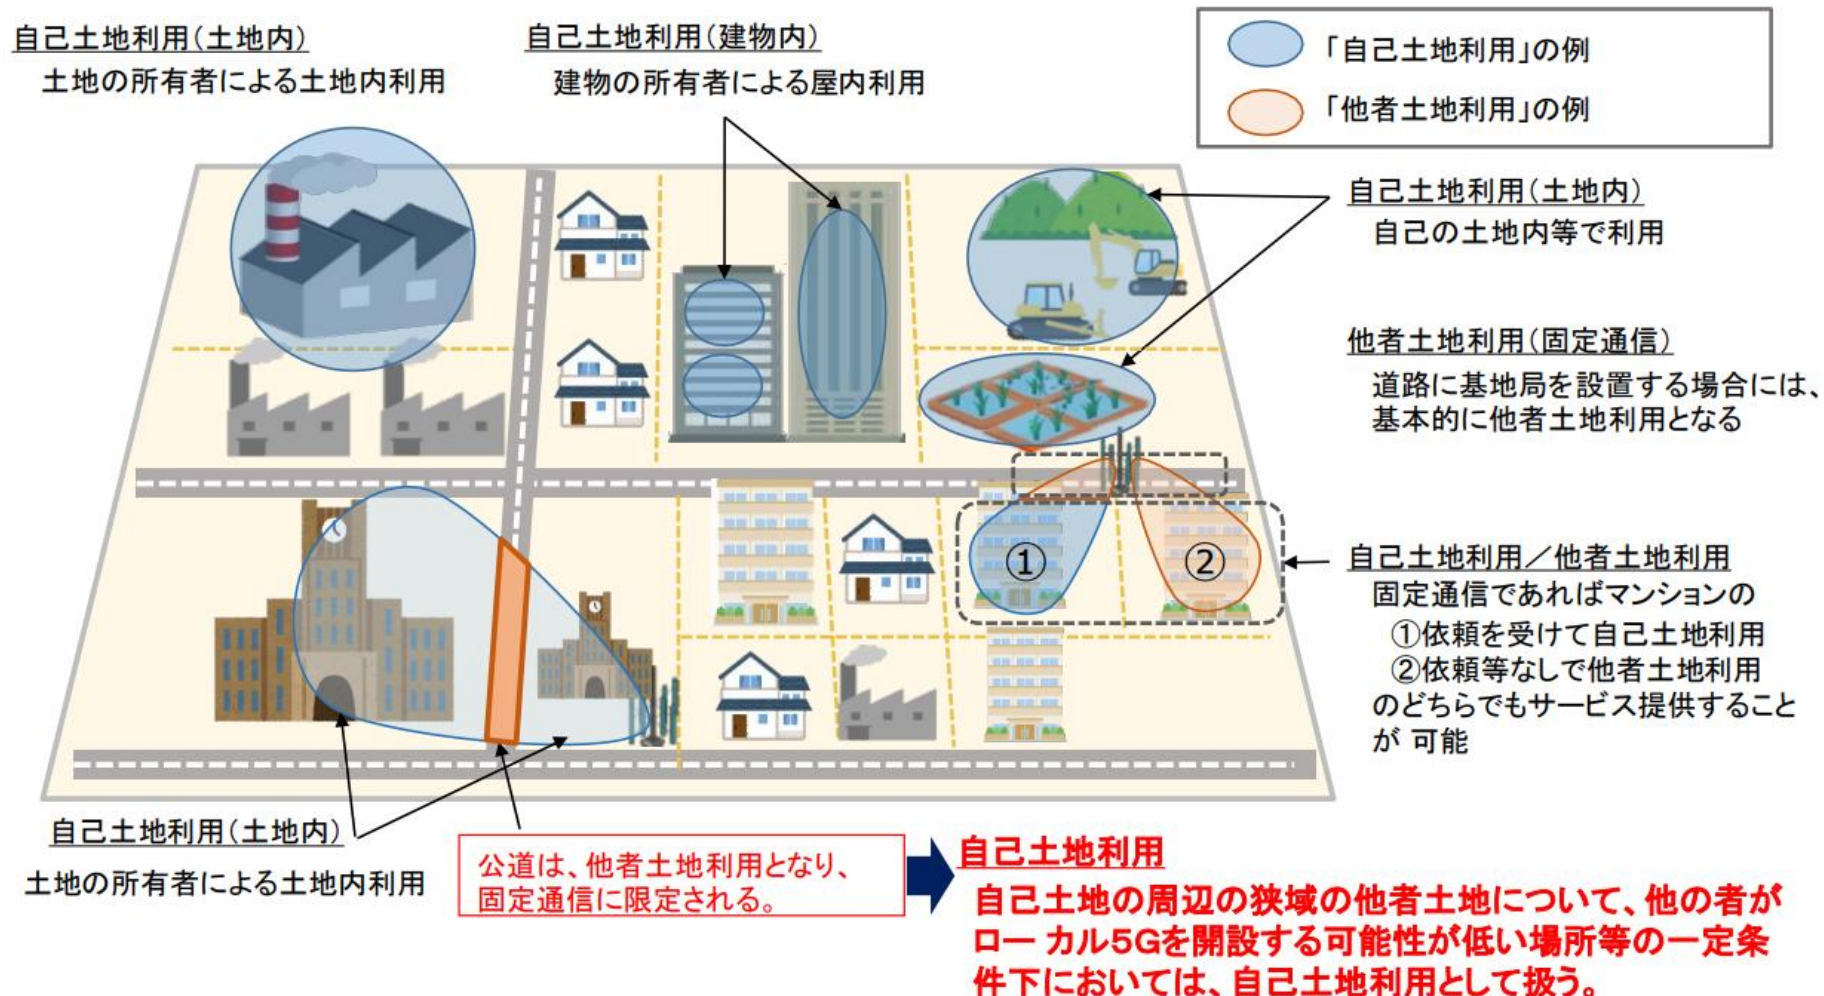 自己土地利用(土地内)
土地の所有者による土地内利用
自己土地利用(建物内)
建物の所有者による屋内利用
「自己土地利用」の例
「他者土地利用」の例
自己土地利用(土地内)
自己の土地内等で利用
他者土地利用(固定通信)
道路に基地局を設置する場合には、
基本的に他者土地利用となる
①
②
自己土地利用／他者土地利用
固定通信であればマンションの
①依頼を受けて自己土地利用
②依頼等なしで他者土地利用
のどちらでもサービス提供すること
が 可能
自己土地利用(土地内)
土地の所有者による土地内利用
公道は、他者土地利用となり、
固定通信に限定される。
自己土地利用
自己土地の周辺の狭域の他者土地について、他の者が
ロー カル5Gを開設する可能性が低い場所等の一定条
件下においては、自己土地利用として扱う。